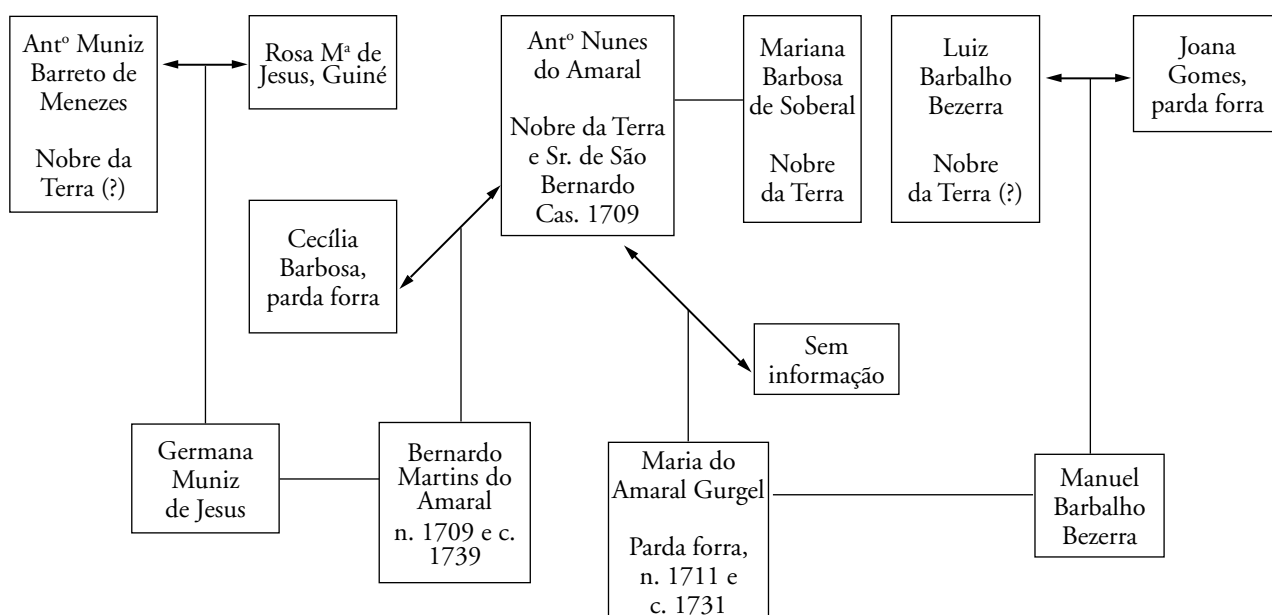 Antº Muniz
Barreto de
Menezes
Nobre da
Terra (?)
Rosa Mª de
Jesus, Guiné
Antº Nunes
do Amaral
Nobre da Terra
e Sr. de São
Bernardo
Cas. 1709
Mariana
Barbosa
de Soberal
Nobre
da Terra
Luiz
Barbalho
Bezerra
Nobre
da Terra (?)
Joana
Gomes,
parda forra
Cecília
Barbosa,
parda forra
Sem
informação
Germana
Muniz
de Jesus
Bernardo
Martins do
Amaral
n. 1709 e c.
1739
Maria do
Amaral Gurgel
Parda forra,
n. 1711 e
c. 1731
Manuel
Barbalho
Bezerra